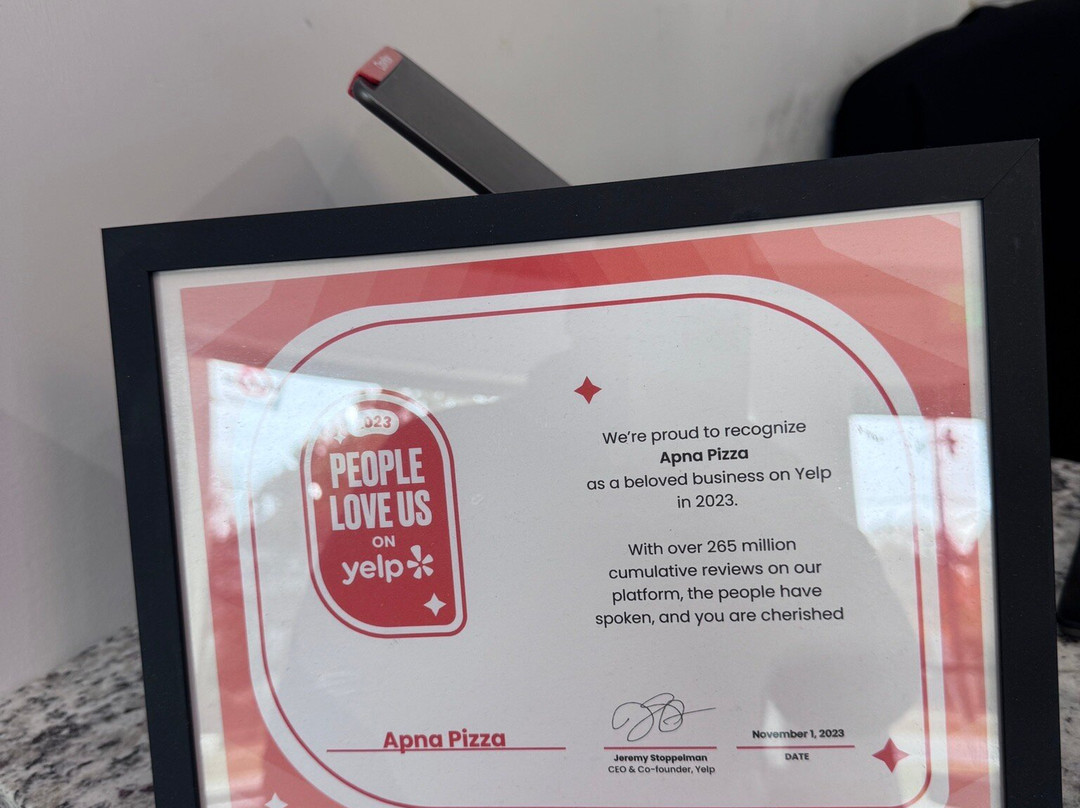 2023
PEOPLE
LOVE US
ON
yelp
We're proud to recognize
Apna Pizza
as a beloved business on Yelp
in 2023.
With over 265 million
cumulative reviews on our
platform, the people have
spoken, and you are cherished
Apna Pizza
Jeremy Stoppelman
CEO & Co-founder, Yelp
November 1, 2023
DATE